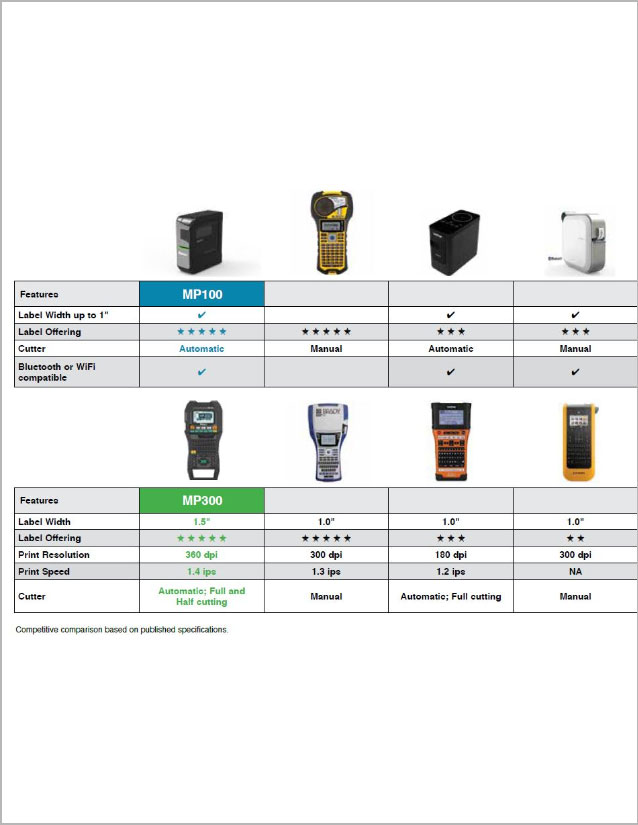 Bluetooth
Features MP100
Label Width up to 1" ✔ ✔ ✔
Label Offering ★★★★★ ★★★★★ ★★★ ★★★
Cutter Automatic Manual Automatic Manual
Bluetooth or WiFi
compatible ✔ ✔ ✔
BRADY
Features MP300
Label Width 1.5" 1.0" 1.0" 1.0"
Label Offering ★★★★★ ★★★★★ ★★★ ★★
Print Resolution 360 dpi 300 dpi 180 dpi 300 dpi
Print Speed 1.4 ips 1.3 ips 1.2 ips NA
Cutter Automatic; Full and
Half cutting Manual Automatic; Full cutting Manual
Competitive comparison based on published specifications.